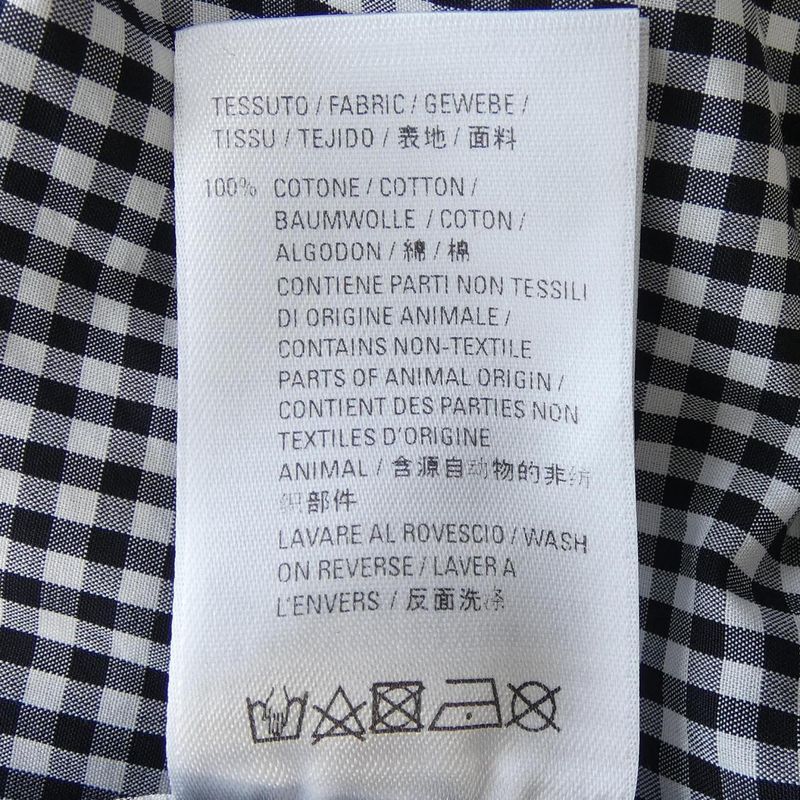 TESSUTO / FABRIC / GEWEBE /
TISSU / TEJIDO / 表地 / 面料
100% COTONE / COTTON /
BAUMWOLLE / COTON /
ALGODON / 綿 / 棉
CONTIENE PARTI NON TESSILI
DI ORIGINE ANIMALE /
CONTAINS NON-TEXTILE
PARTS OF ANIMAL ORIGIN /
CONTIENT DES PARTIES NON
TEXTILES D'ORIGINE
ANIMAL / 含源自动物的非纺
织部件
LAVARE AL ROVESCIO / WASH
ON REVERSE / LAVER A
L'ENVERS / 反面洗涤